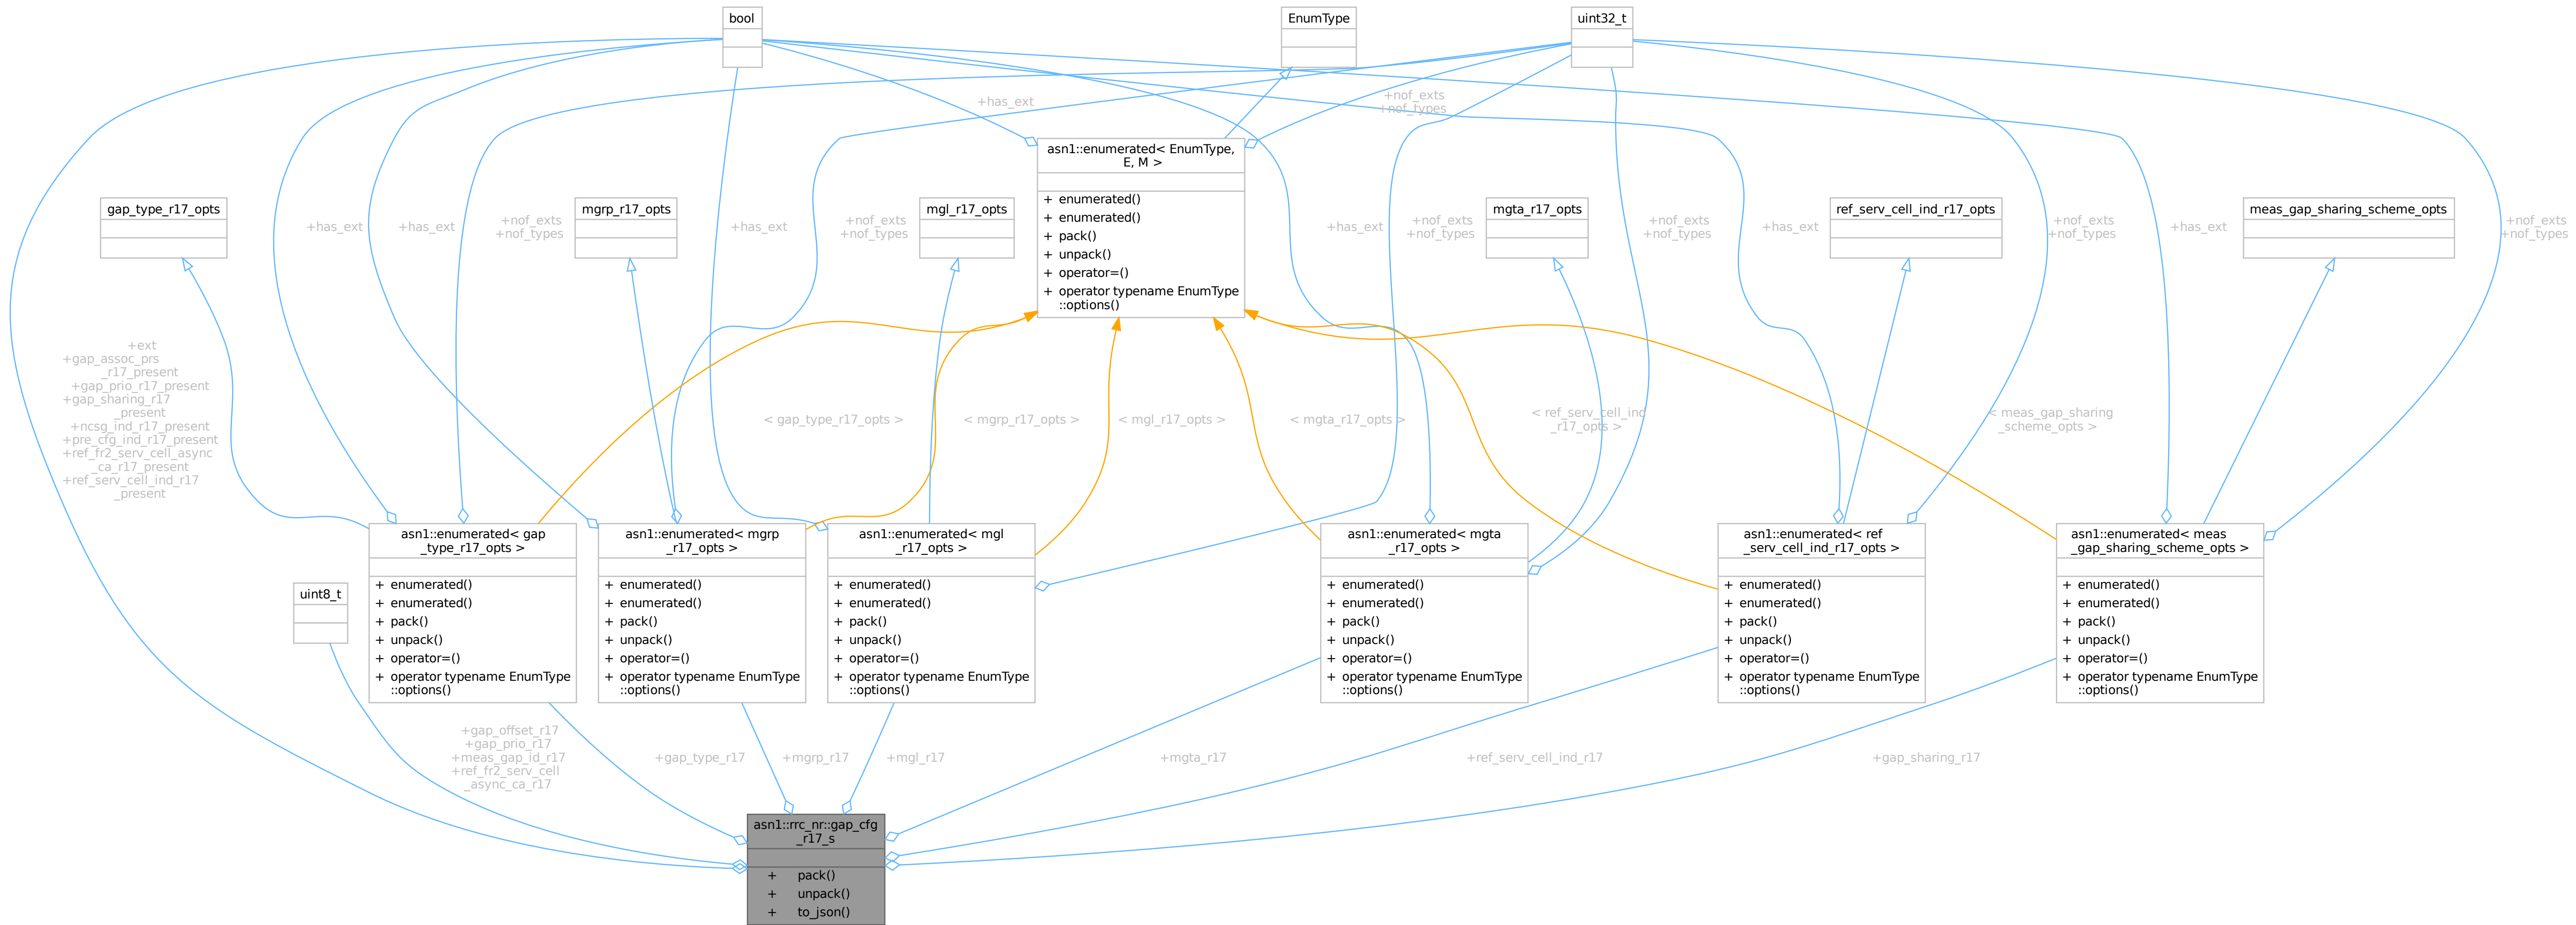 bool
EnumType
uint32_t
+has_ext
+nof_exts
+nof_types
asn1::enumerated< EnumType,
E, M >
+ enumerated()
+ enumerated()
+ pack()
+ unpack()
+ operator=()
+ operator typename EnumType
::options()
gap_type_r17_opts
mgrp_r17_opts
mgl_r17_opts
mgta_r17_opts
ref_serv_cell_ind_r17_opts
meas_gap_sharing_scheme_opts
+has_ext
+has_ext
+nof_exts
+nof_types
+has_ext
+nof_exts
+nof_types
+has_ext
+nof_exts
+nof_types
+nof_exts
+nof_types
+has_ext
+nof_exts
+nof_types
+has_ext
+nof_exts
+nof_types
+ext
+gap_assoc_prs
_r17_present
+gap_prio_r17_present
+gap_sharing_r17
_present
+ncsg_ind_r17_present
+pre_cfg_ind_r17_present
+ref_fr2_serv_cell_async
_ca_r17_present
+ref_serv_cell_ind_r17
_present
< gap_type_r17_opts >
< mgrp_r17_opts >
< mgl_r17_opts >
< mgta_r17_opts >
< ref_serv_cell_ind
_r17_opts >
< meas_gap_sharing
_scheme_opts >
uint8_t
asn1::enumerated< gap
_type_r17_opts >
+ enumerated()
+ enumerated()
+ pack()
+ unpack()
+ operator=()
+ operator typename EnumType
::options()
asn1::enumerated< mgrp
_r17_opts >
+ enumerated()
+ enumerated()
+ pack()
+ unpack()
+ operator=()
+ operator typename EnumType
::options()
asn1::enumerated< mgl
_r17_opts >
+ enumerated()
+ enumerated()
+ pack()
+ unpack()
+ operator=()
+ operator typename EnumType
::options()
asn1::enumerated< mgta
_r17_opts >
+ enumerated()
+ enumerated()
+ pack()
+ unpack()
+ operator=()
+ operator typename EnumType
::options()
asn1::enumerated< ref
_serv_cell_ind_r17_opts >
+ enumerated()
+ enumerated()
+ pack()
+ unpack()
+ operator=()
+ operator typename EnumType
::options()
asn1::enumerated< meas
_gap_sharing_scheme_opts >
+ enumerated()
+ enumerated()
+ pack()
+ unpack()
+ operator=()
+ operator typename EnumType
::options()
+gap_offset_r17
+gap_prio_r17
+meas_gap_id_r17
+ref_fr2_serv_cell
_async_ca_r17
+gap_type_r17
+mgrp_r17
+mgl_r17
+mgta_r17
+ref_serv_cell_ind_r17
+gap_sharing_r17
asn1::rrc_nr::gap_cfg
_r17_s
+ pack()
+ unpack()
+ to_json()